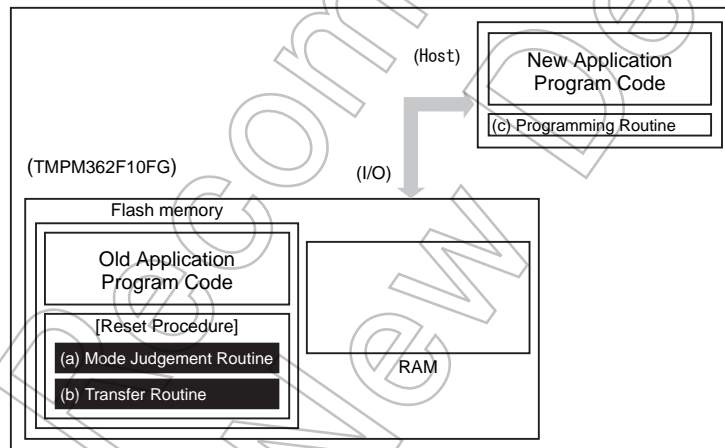 (Host)
New Application
Program Code
(c) Programming Routine
(TMPM362F10FG)
(I/O)
Flash memory
Old Application
Program Code
[Reset Procedure]
(a) Mode Judgement Routine
(b) Transfer Routine
RAM